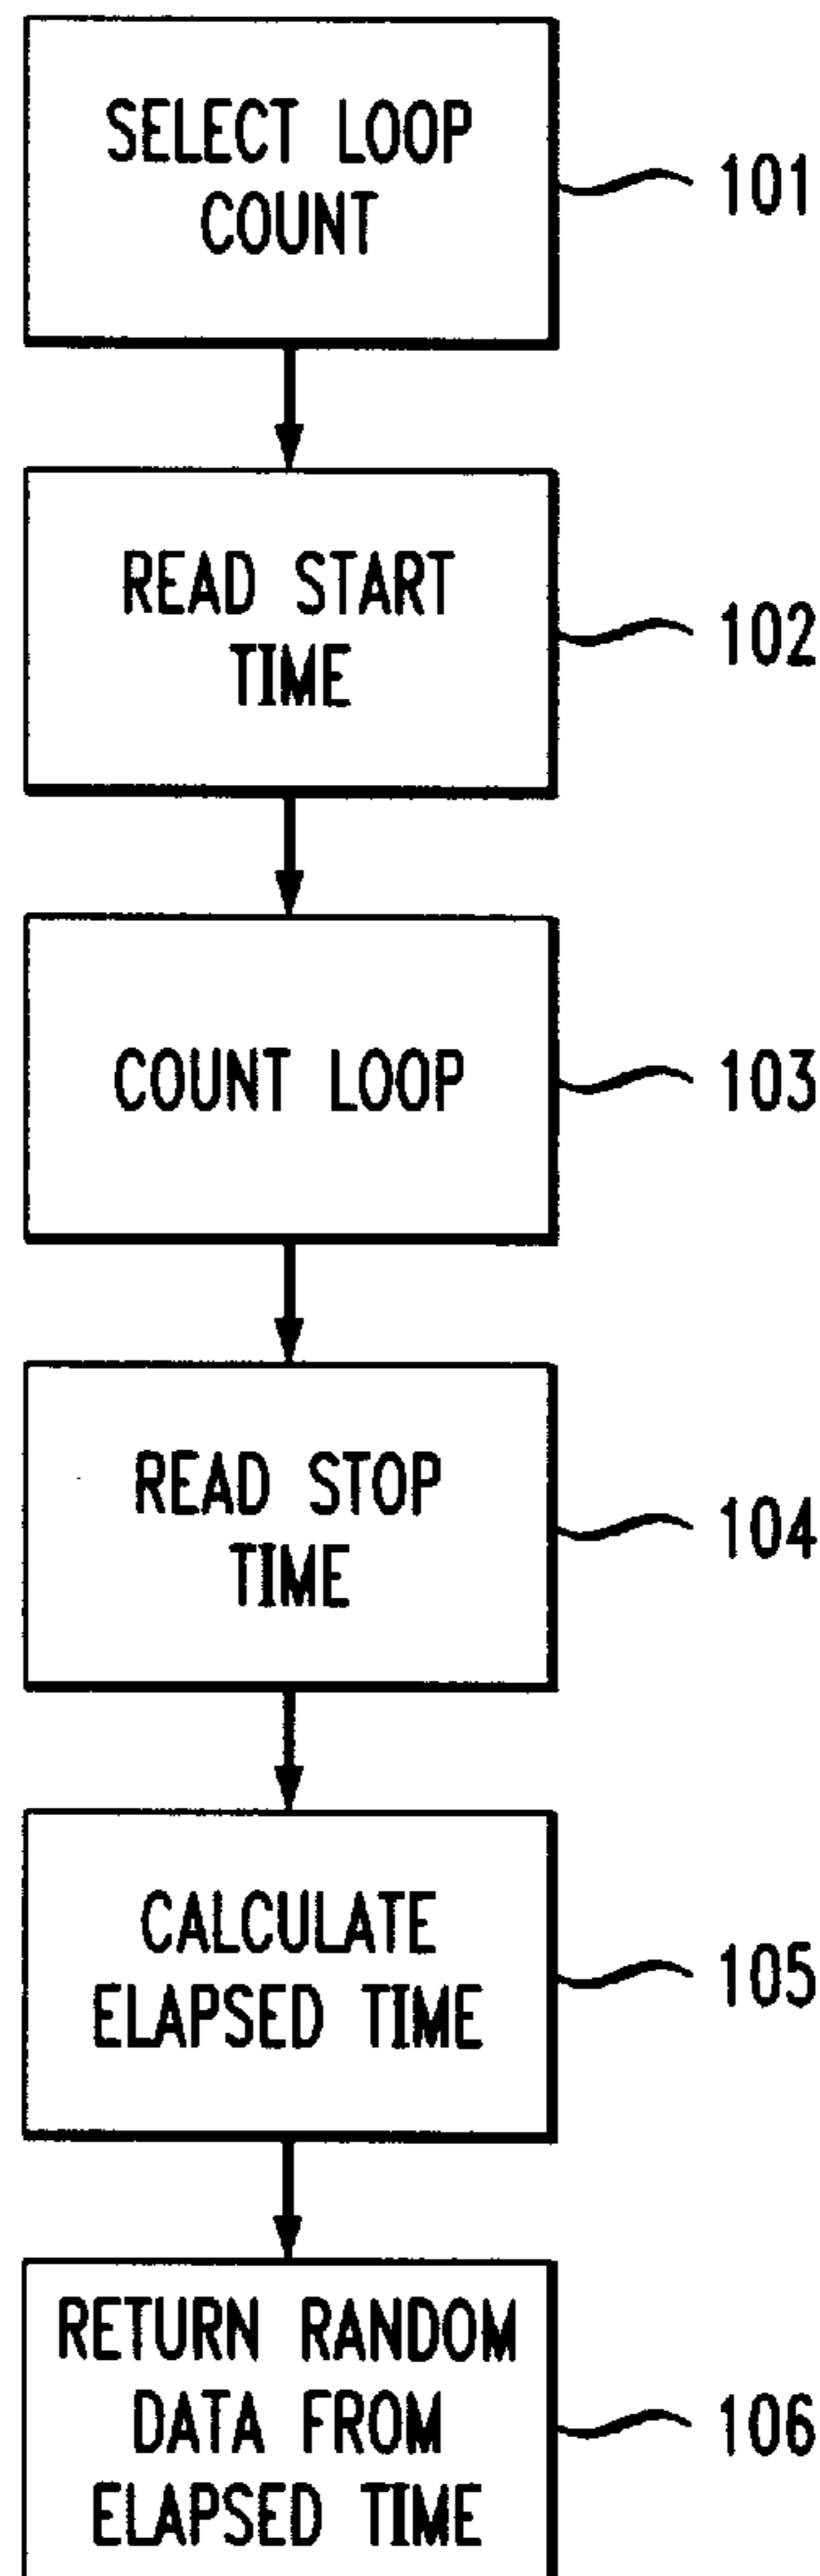 SELECT LOOP
COUNT
101
READ START
TIME
102
COUNT LOOP
103
READ STOP
TIME
104
CALCULATE
ELAPSED TIME
105
RETURN RANDOM
DATA FROM
ELAPSED TIME
106